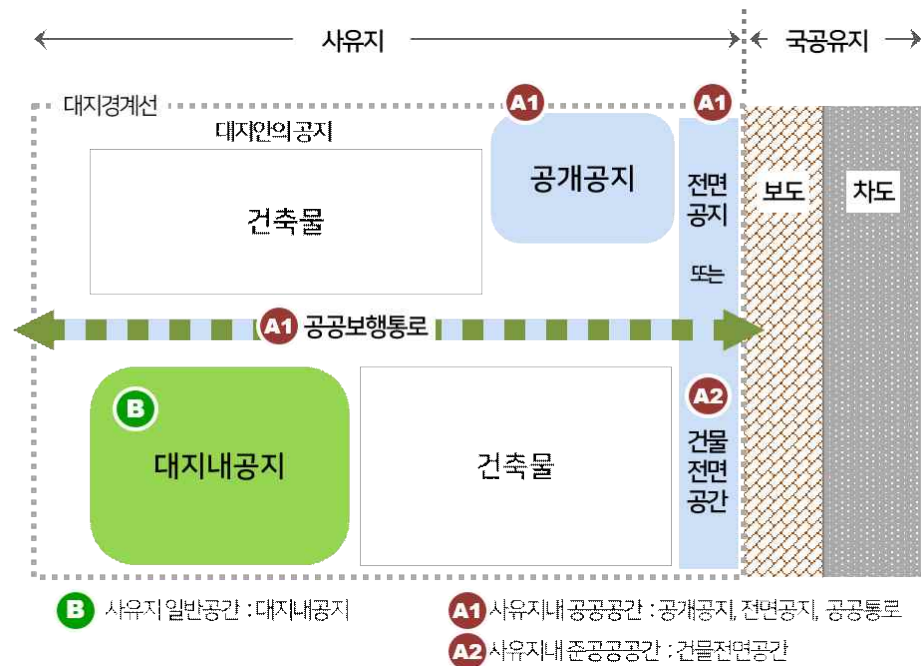 사유지
국공유지
대지경계선
A1
A1
대지안의 공지
공개공지
건축물
전면
공지
또는
보도
차도
A1 공공보행통로
B
대지내공지
건축물
A2
건물
전면
공간
B 사유지 일반공간 : 대지내공지
A1 사유지내 공공공간 : 공개공지, 전면공지, 공공통로
A2 사유지내 준공공공간 : 건물전면공간